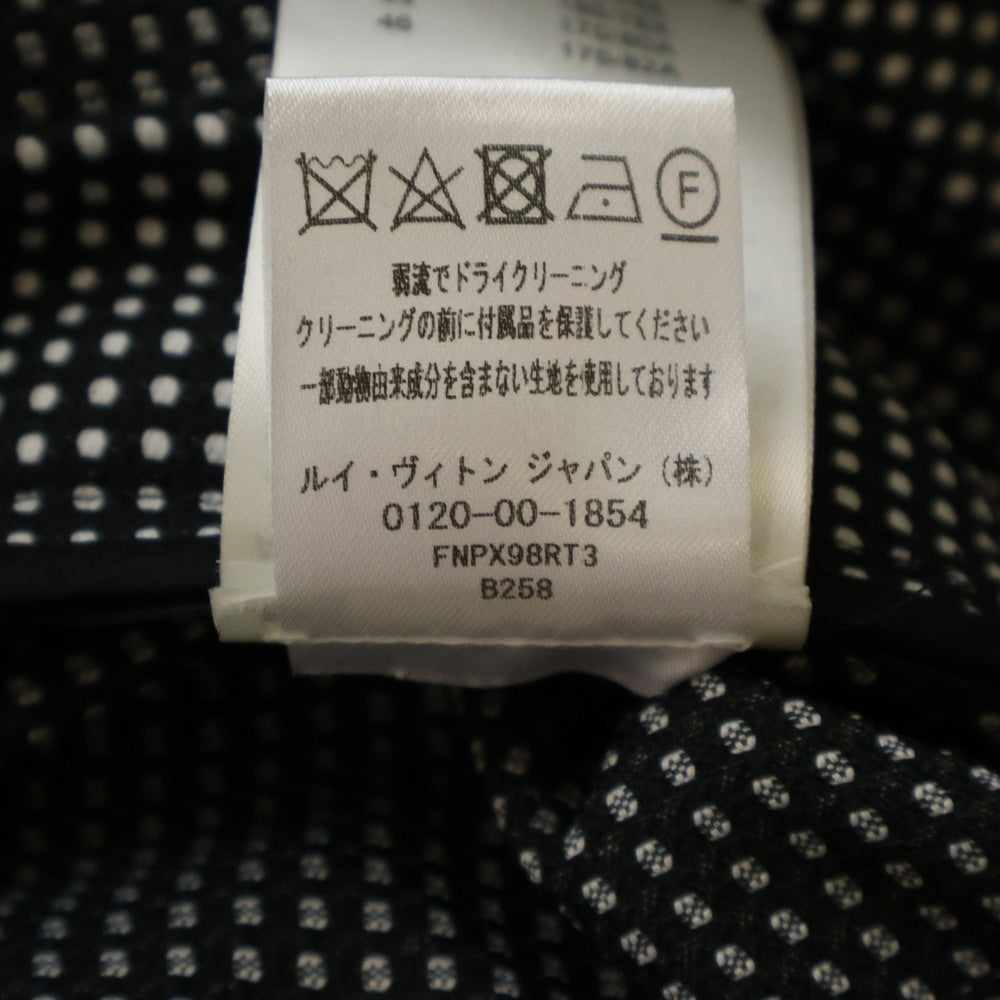 46
170-82A
F
弱流でドライクリーニング
クリーニングの前に付属品を保護してください
一部動物由来成分を含まない生地を使用しております
ルイ・ヴィトン ジャパン (株)
0120-00-1854
FNPX98RT3
B258